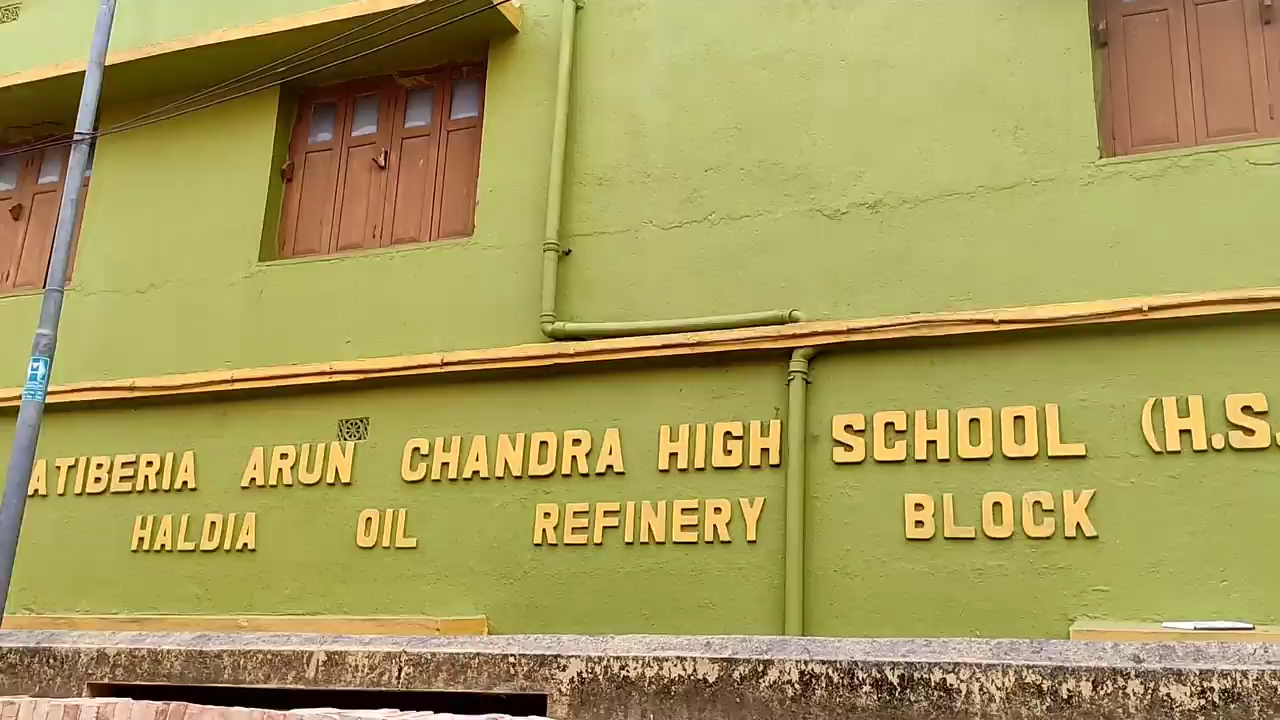 ATIBERIA ARUN CHANDRA HIGH SCHOOL (H.S.
HALDIA OIL REFINERY BLOCK